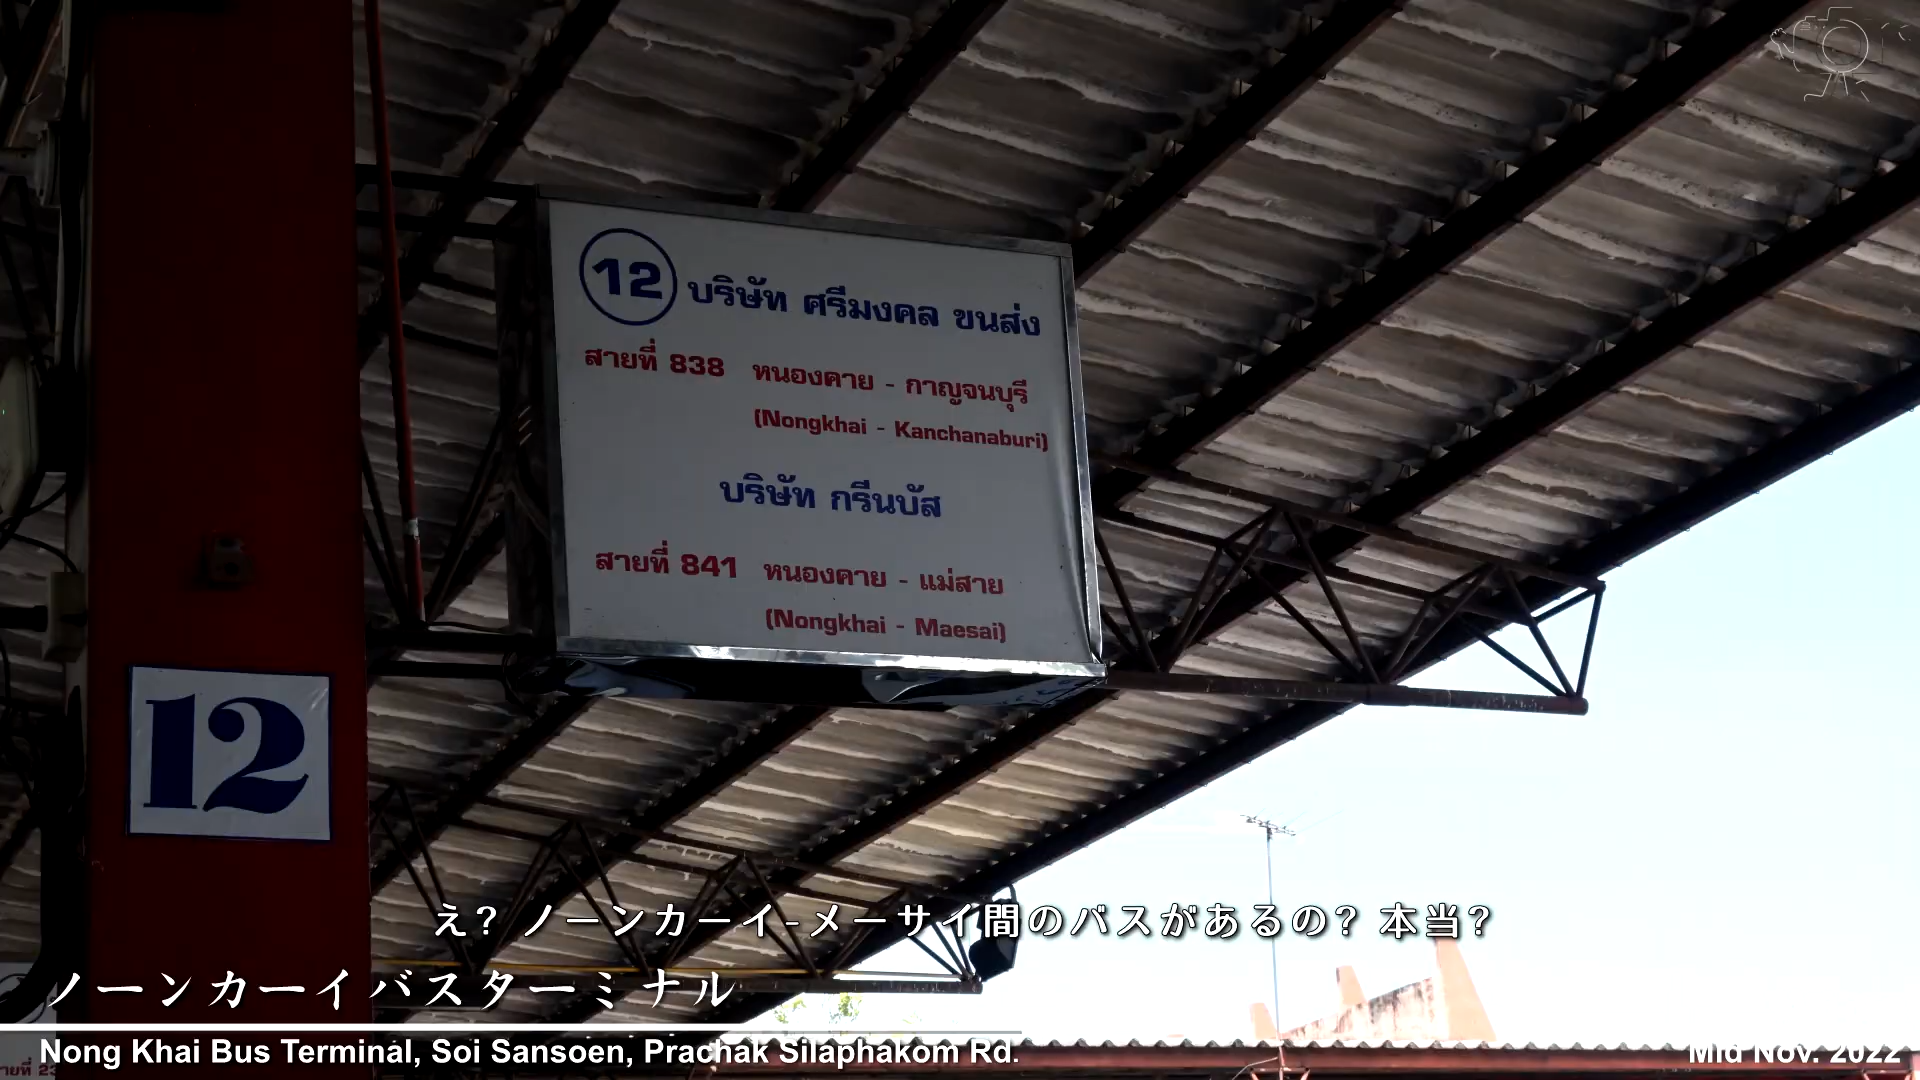 12 บริษัท ศรีมงคล ขนส่ง
สายที่ 838 หนองคาย - กาญจนบุรี
(Nongkhai - Kanchanaburi)
บริษัท กรีนบัส
สายที่ 841 หนองคาย - แม่สาย
(Nongkhai - Maesai)
12
え? ノーンカーイ-メーサイ間のバスがあるの? 本当?
ノーンカーイバスターミナル
Nong Khai Bus Terminal, Soi Sansoen, Prachak Silaphakom Rd.
Mid Nov. 2022